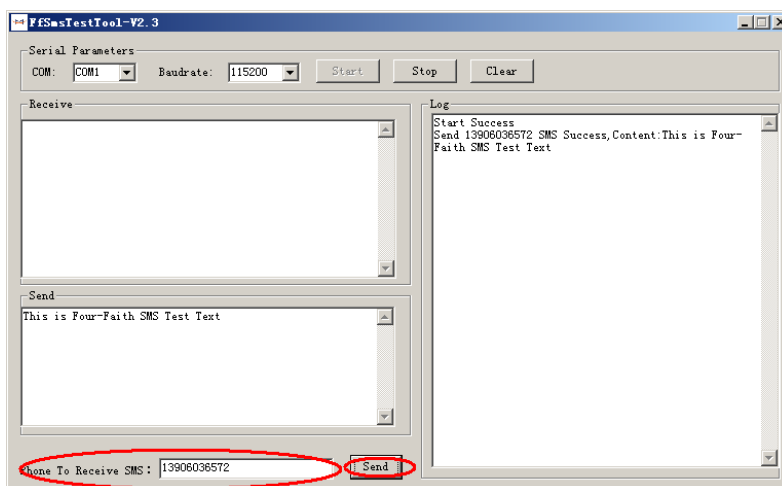 FfSmsTestTool-V2.3
Serial Parameters
COM: COM1 Baudrate: 115200 Start Stop Clear
Receive
Log
Start Success
Send 13906036572 SMS Success,Content:This is Four-
Faith SMS Test Text
Send
This is Four-Faith SMS Test Text
Phone To Receive SMS: 13906036572 Send